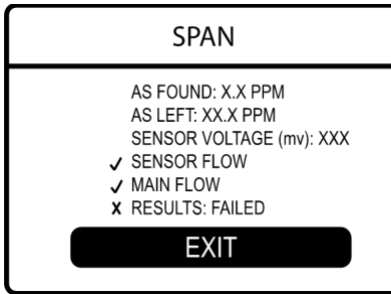 SPAN
AS FOUND: X.X PPM
AS LEFT: XX.X PPM
SENSOR VOLTAGE (mv): XXX
✓ SENSOR FLOW
✓ MAIN FLOW
X RESULTS: FAILED
EXIT